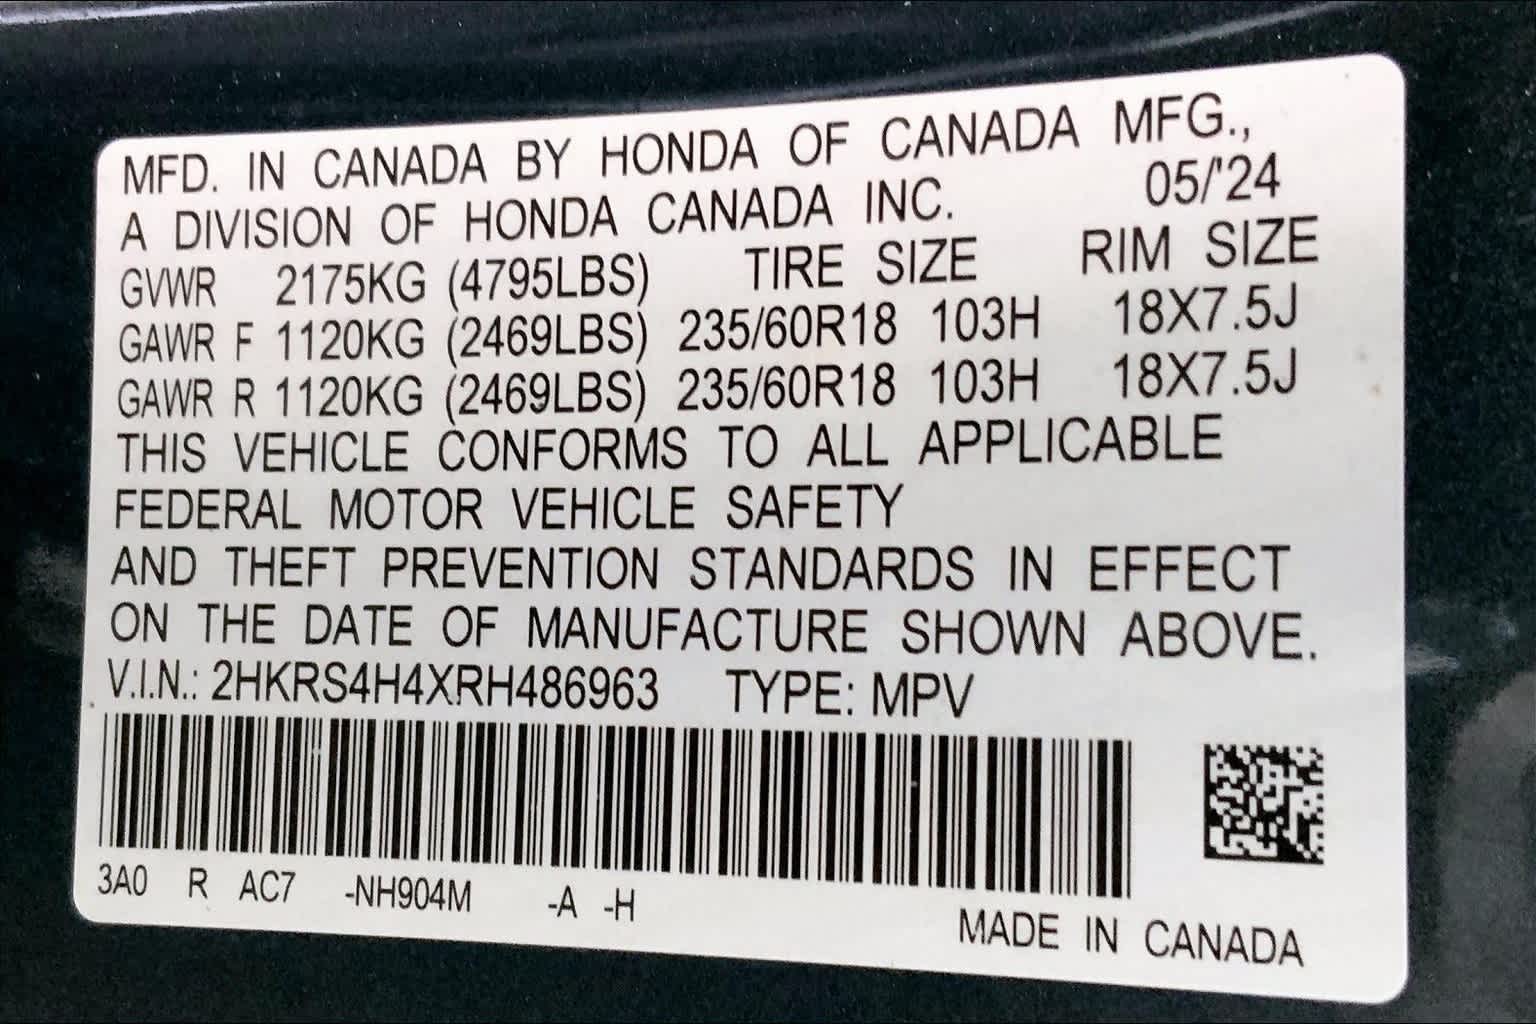 MFD. IN CANADA BY HONDA OF CANADA MFG.,
A DIVISION OF HONDA CANADA INC. 05/'24
GVWR 2175KG (4795LBS) TIRE SIZE RIM SIZE
GAWR F 1120KG (2469LBS) 235/60R18 103H 18X7.5J
GAWR R 1120KG (2469LBS) 235/60R18 103H 18X7.5J
THIS VEHICLE CONFORMS TO ALL APPLICABLE
FEDERAL MOTOR VEHICLE SAFETY
AND THEFT PREVENTION STANDARDS IN EFFECT
ON THE DATE OF MANUFACTURE SHOWN ABOVE.
V.I.N.: 2HKRS4H4XRH486963 TYPE: MPV
3A0 R AC7 -NH904M -A -H
MADE IN CANADA